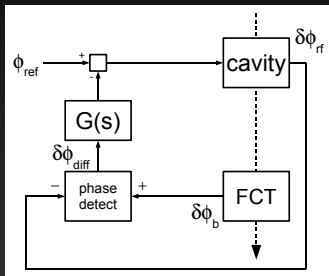 δϕrf
ϕref
+
-
cavity
G(s)
δϕdiff
−
phase
detect
+
δϕb
FCT